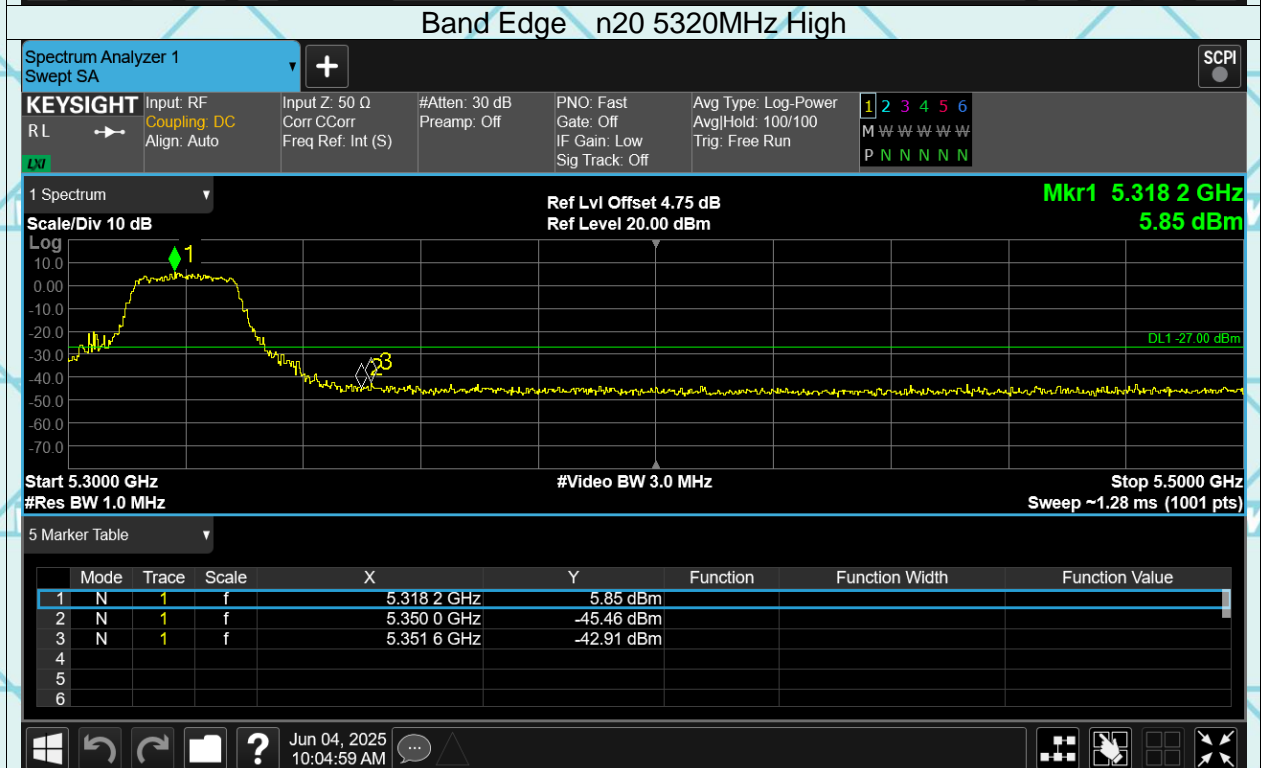 Band Edge n20 5320MHz High
Spectrum Analyzer 1
Swept SA
+
SCPI
KEYSIGHT
R L
LXI
Input: RF
Coupling: DC
Align: Auto
Input Z: 50 Ω
Corr CCorr
Freq Ref: Int (S)
#Atten: 30 dB
Preamp: Off
PNO: Fast
Gate: Off
IF Gain: Low
Sig Track: Off
Avg Type: Log-Power
Avg|Hold: 100/100
Trig: Free Run
1 2 3 4 5 6
M W W W W W
P N N N N N
1 Spectrum
Scale/Div 10 dB
Ref Lvl Offset 4.75 dB
Ref Level 20.00 dBm
Mkr1 5.318 2 GHz
5.85 dBm
Log
10.0
0.00
-10.0
-20.0
-30.0
-40.0
-50.0
-60.0
-70.0
1
2
3
DL1 -27.00 dBm
Start 5.3000 GHz
#Video BW 3.0 MHz
Stop 5.5000 GHz
#Res BW 1.0 MHz
Sweep ~1.28 ms (1001 pts)
5 Marker Table
Mode Trace Scale X Y Function Function Width Function Value
1 N 1 f 5.318 2 GHz 5.85 dBm
2 N 1 f 5.350 0 GHz -45.46 dBm
3 N 1 f 5.351 6 GHz -42.91 dBm
4
5
6
?
Jun 04, 2025
10:04:59 AM